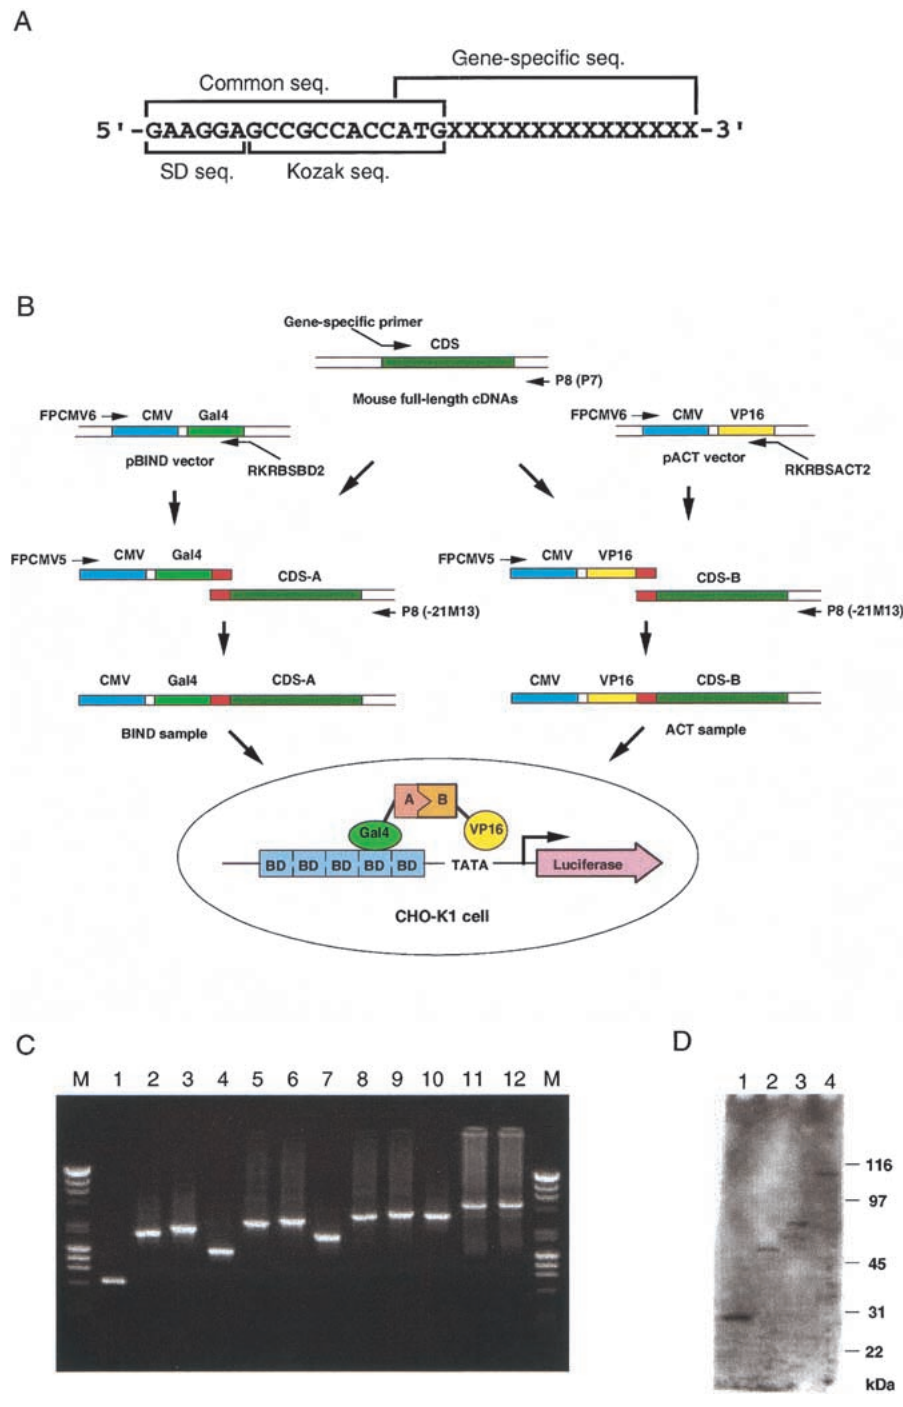 A
Gene-specific seq.
Common seq.
5'-GAAGGAGCCGCCACCATGXXXXXXXXXXXXXXXX-3'
SD seq. Kozak seq.
B
Gene-specific primer
CDS
P8 (P7)
Mouse full-length cDNAs
FPCMV6 CMV Gal4
pBIND vector
RKRBSBD2
FPCMV6 CMV VP16
pACT vector
RKRBSACT2
FPCMV5 CMV Gal4
CDS-A
P8 (-21M13)
FPCMV5 CMV VP16
CDS-B
P8 (-21M13)
CMV Gal4 CDS-A
BIND sample
CMV VP16 CDS-B
ACT sample
A B
Gal4 VP16
BD BD BD BD BD TATA Luciferase
CHO-K1 cell
C
M 1 2 3 4 5 6 7 8 9 10 11 12 M
D
1 2 3 4
116
97
45
31
22
kDa